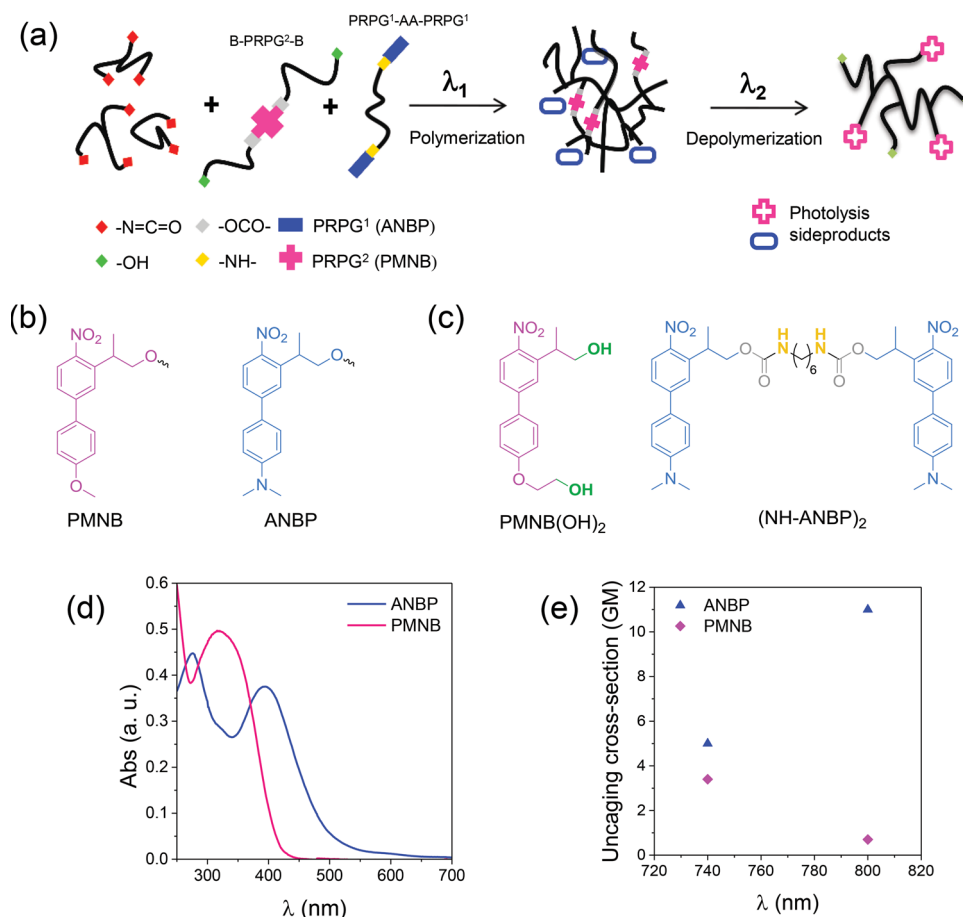 (a)
PRPG¹-AA-PRPG¹
B-PRPG²-B
+
+
λ₁
Polymerization
λ₂
Depolymerization
-N=C=O
-OCO-
PRPG¹ (ANBP)
-OH
-NH-
PRPG² (PMNB)
Photolysis
sideproducts
(b)
NO₂
O
O
PMNB
NO₂
O
N
ANBP
(c)
NO₂
OH
O
OH
PMNB(OH)₂
NO₂
O
O
H
N
6
H
N
O
O
NO₂
N
N
(NH-ANBP)₂
(d)
0.6
0.5
0.4
0.3
0.2
0.1
0.0
Abs (a. u.)
ANBP
PMNB
300 400 500 600 700
λ (nm)
(e)
12
10
8
6
4
2
0
Uncaging cross-section (GM)
ANBP
PMNB
720 740 760 780 800 820
λ (nm)